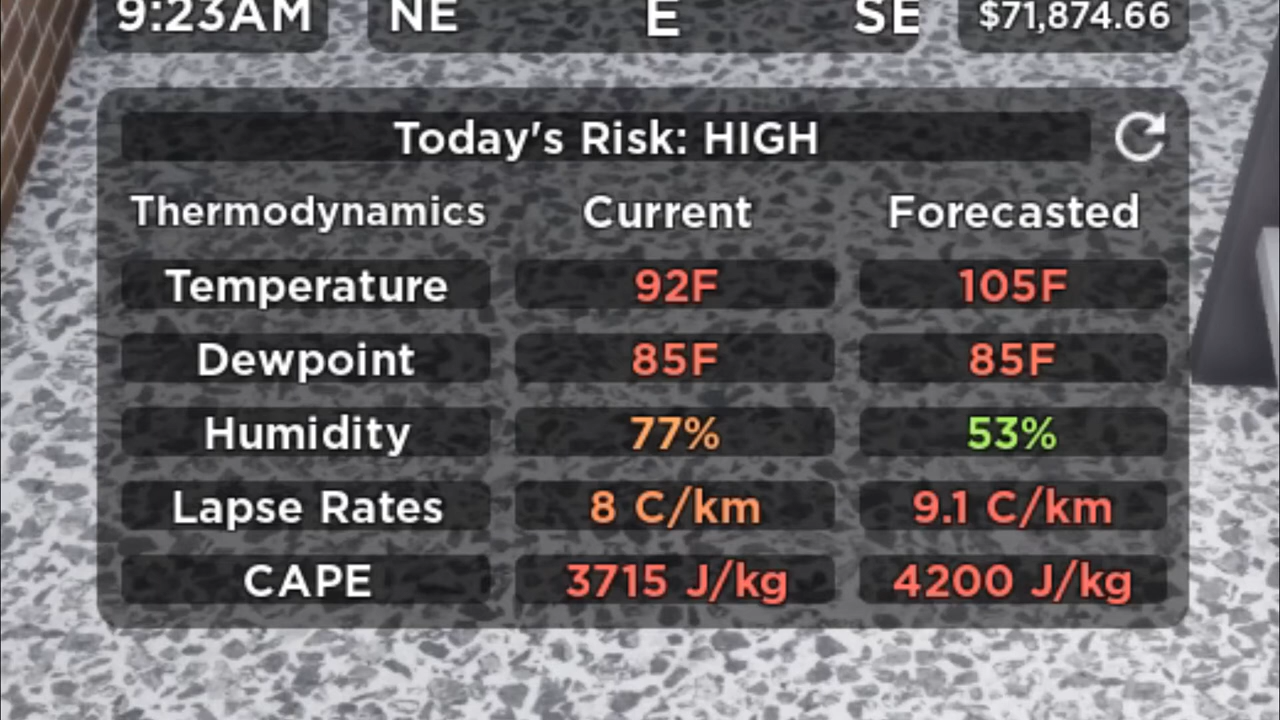 9:23AM NE E SE $71,874.66
Today's Risk: HIGH
Thermodynamics Current Forecasted
Temperature 92F 105F
Dewpoint 85F 85F
Humidity 77% 53%
Lapse Rates 8 C/km 9.1 C/km
CAPE 3715 J/kg 4200 J/kg